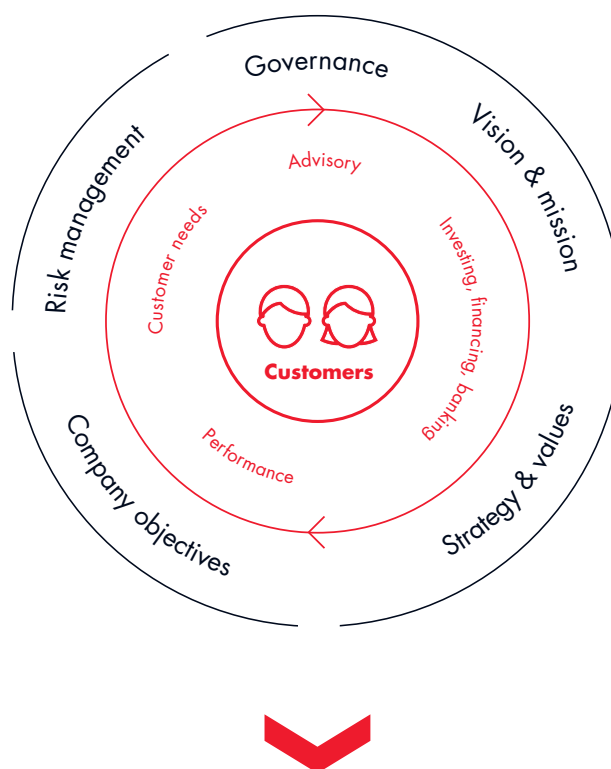 Governance
Vision & mission
Strategy & values
Company objectives
Risk management
Advisory
Investing, financing, banking
Performance
Customer needs
Customers